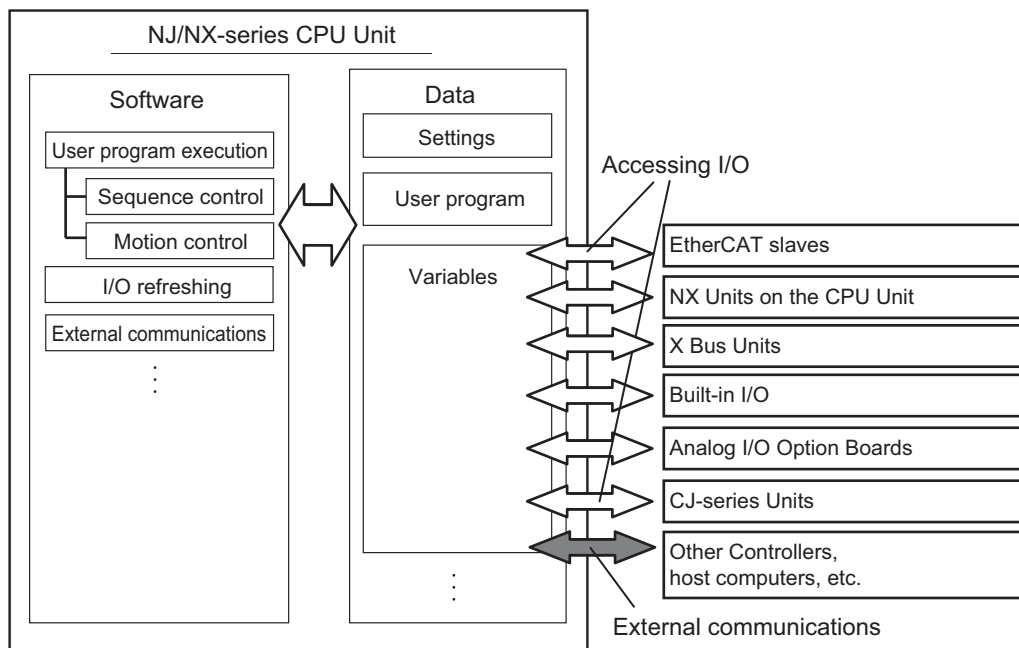 NJ/NX-series CPU Unit
Software
User program execution
Sequence control
Motion control
I/O refreshing
External communications
Data
Settings
User program
Variables
Accessing I/O
EtherCAT slaves
NX Units on the CPU Unit
X Bus Units
Built-in I/O
Analog I/O Option Boards
CJ-series Units
Other Controllers,
host computers, etc.
External communications